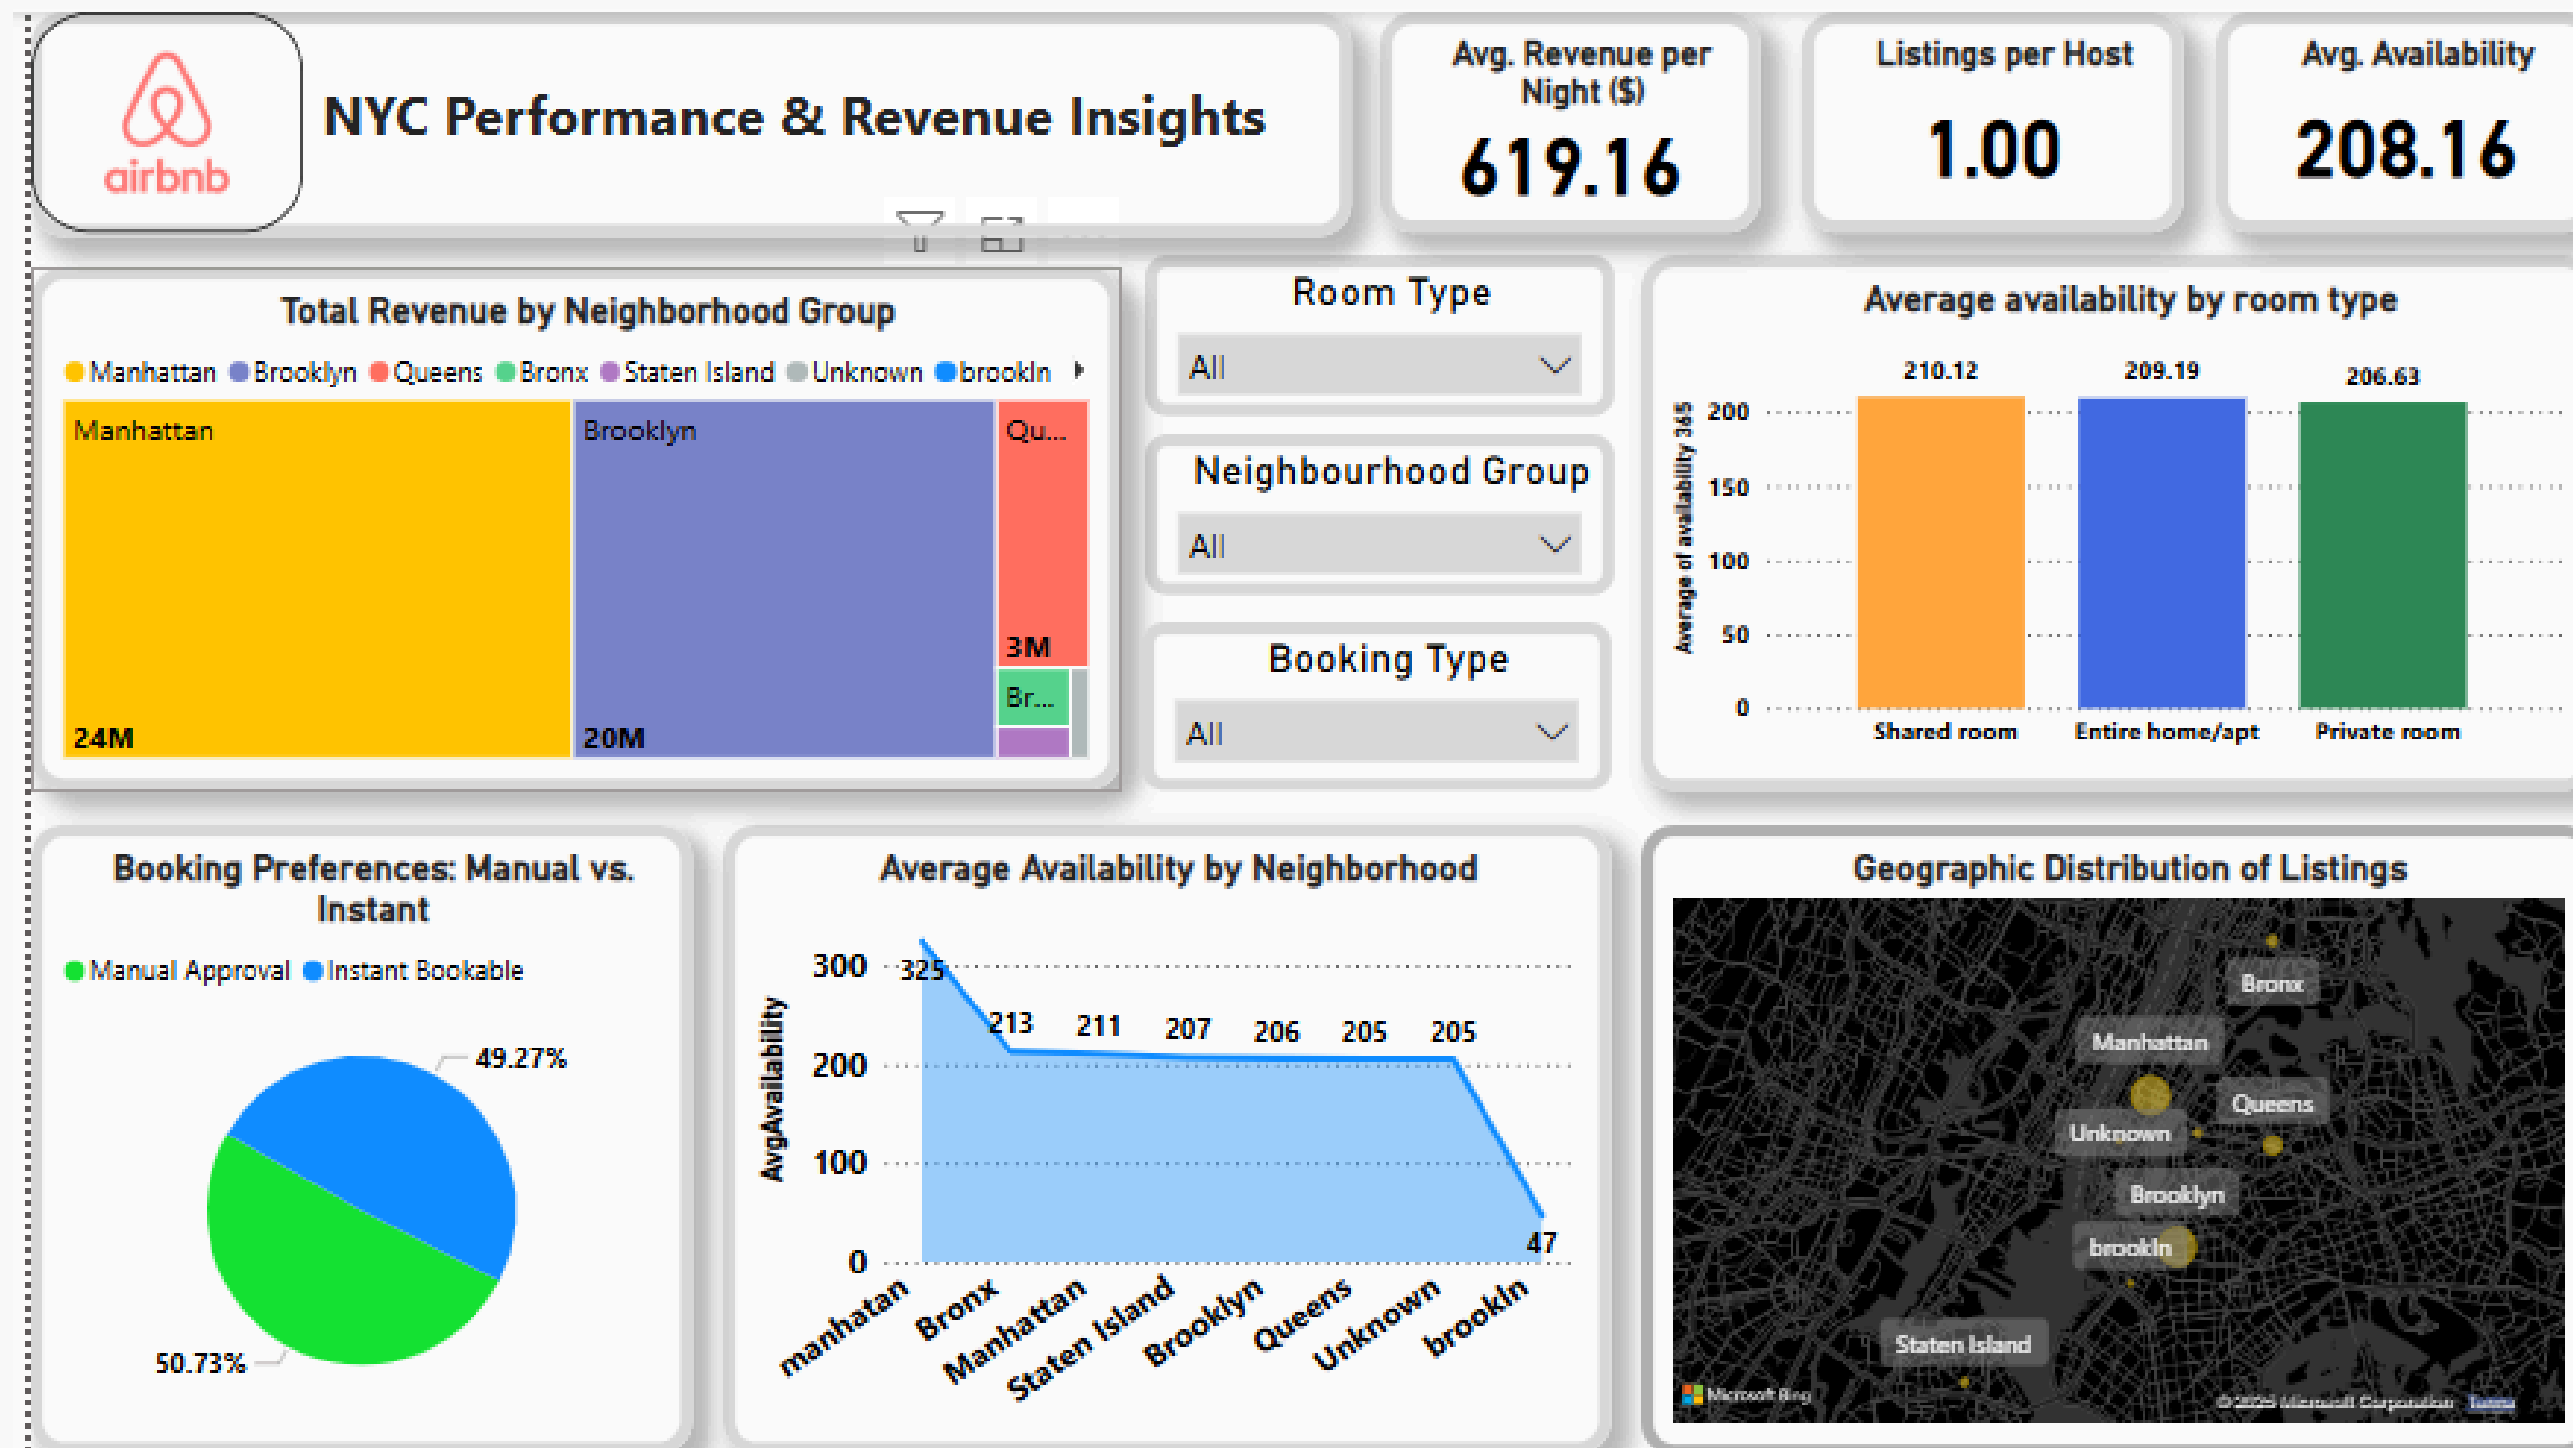 airbnb
NYC Performance & Revenue Insights
Avg. Revenue per
Night ($)
619.16
Listings per Host
1.00
Avg. Availability
208.16
Total Revenue by Neighborhood Group
Manhattan Brooklyn Queens Bronx Staten Island Unknown brookln
Manhattan
24M
Brooklyn
20M
Qu...
3M
Br...
Room Type
All
Neighbourhood Group
All
Booking Type
All
Average availability by room type
Average of availability 365
200
150
100
50
0
210.12
209.19
206.63
Shared room
Entire home/apt
Private room
Booking Preferences: Manual vs.
Instant
Manual Approval Instant Bookable
49.27%
50.73%
Average Availability by Neighborhood
AvgAvailability
300
200
100
0
325
213
211
207
206
205
205
47
manhatan
Bronx
Manhattan
Staten Island
Brooklyn
Queens
Unknown
brookln
Geographic Distribution of Listings
Bronx
Manhattan
Queens
Unknown
Brooklyn
brookln
Staten Island
Microsoft Bing
© 2025 Microsoft Corporation Terms